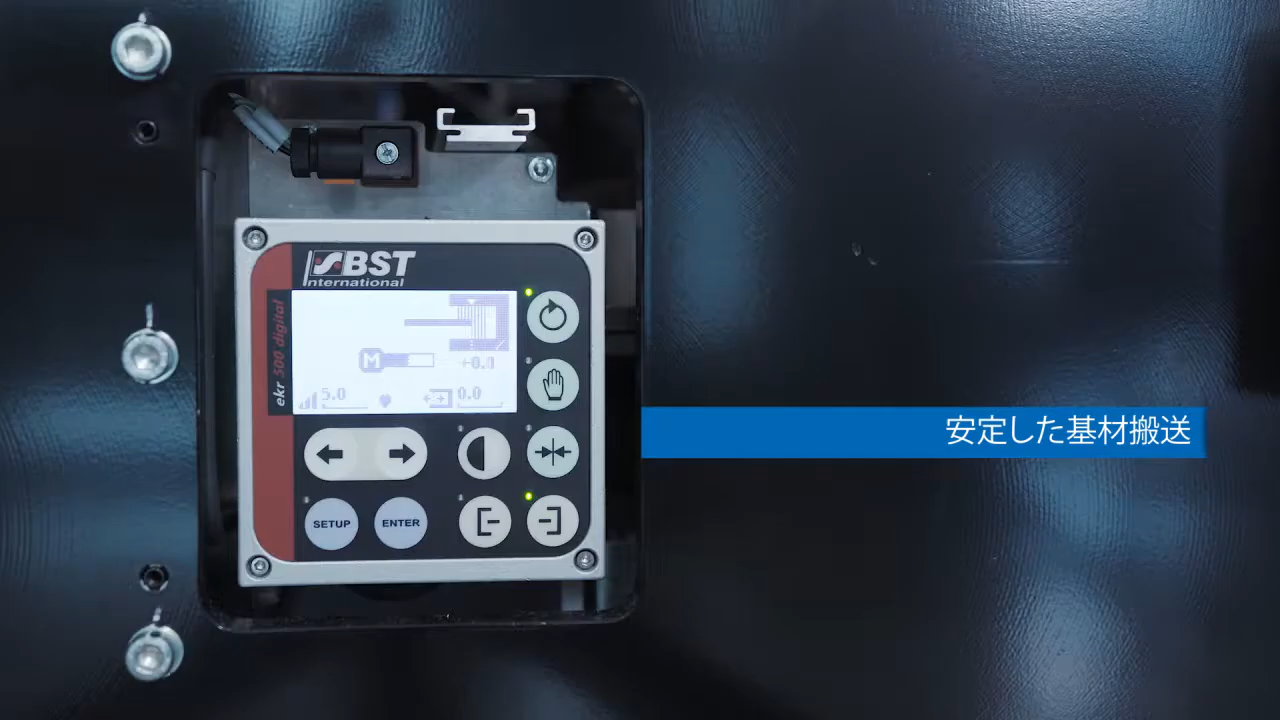 BST
International
ekr 500 digital
M
+0.0
5.0
0.0
SETUP
ENTER
安定した基材搬送